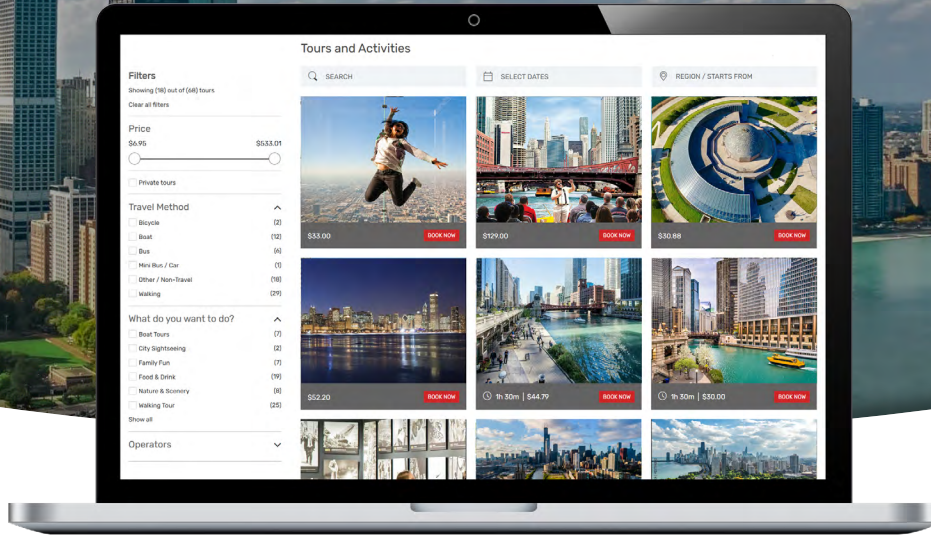 Tours and Activities
Filters
Showing (18) out of (68) tours
Clear all filters
Price
$6.95 $533.01
Private tours
Travel Method
Bicycle (2)
Boat (12)
Bus (6)
Mini Bus / Car (1)
Other / Non-Travel (18)
Walking (29)
What do you want to do?
Boat Tours (7)
City Sightseeing (2)
Family Fun (7)
Food & Drink (19)
Nature & Scenery (8)
Walking Tour (25)
Show all
Operators
SEARCH SELECT DATES REGION / STARTS FROM
$33.00 BOOK NOW $129.00 BOOK NOW $30.88 BOOK NOW
$52.20 BOOK NOW 1h 30m | $44.79 BOOK NOW 1h 30m | $30.00 BOOK NOW